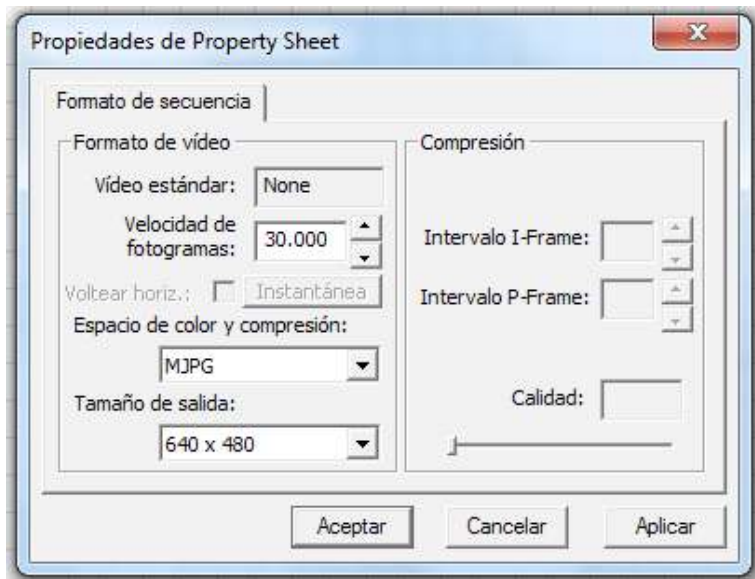 Propiedades de Property Sheet
Formato de secuencia
Formato de vídeo
Vídeo estándar: None
Velocidad de
fotogramas: 30.000
Voltear horiz.: Instantánea
Espacio de color y compresión:
MJPG
Tamaño de salida:
640 x 480
Compresión
Intervalo I-Frame:
Intervalo P-Frame:
Calidad:
Aceptar Cancelar Aplicar